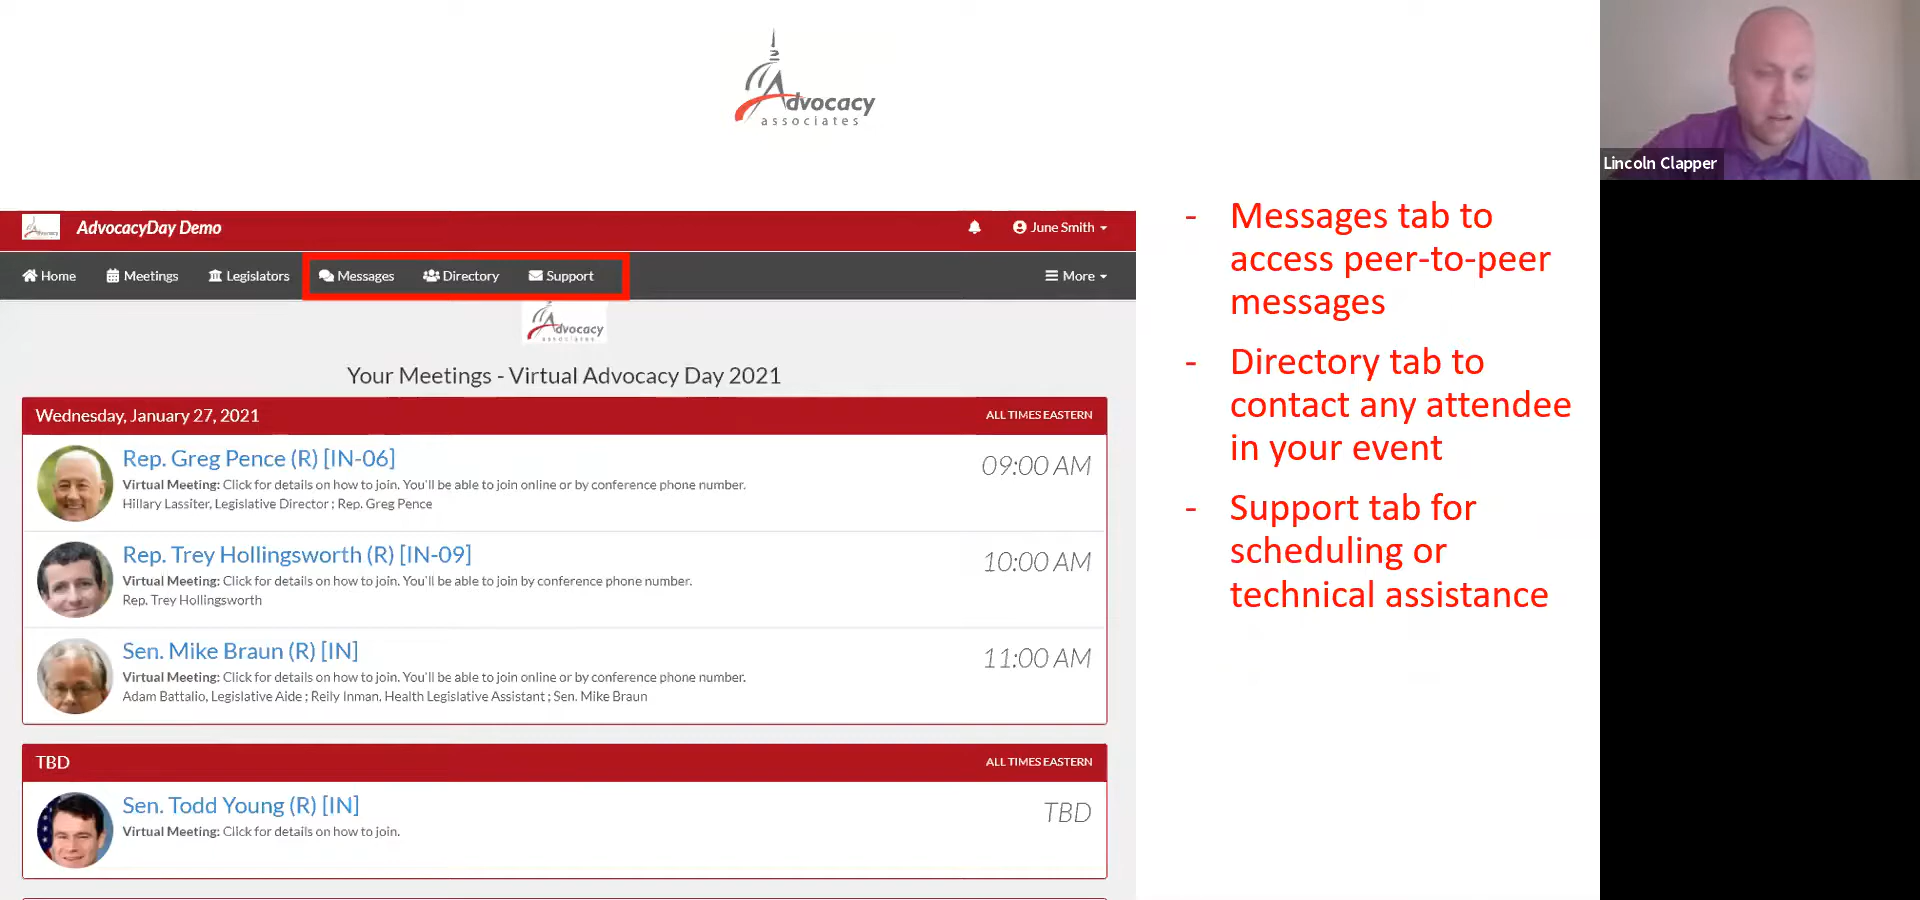 Advocacy
associates
Lincoln Clapper
AdvocacyDay Demo
June Smith
Home
Meetings
Legislators
Messages
Directory
Support
More
Advocacy
associates
Your Meetings - Virtual Advocacy Day 2021
Wednesday, January 27, 2021
ALL TIMES EASTERN
Rep. Greg Pence (R) [IN-06]
09:00 AM
Virtual Meeting: Click for details on how to join. You'll be able to join online or by conference phone number.
Hillary Lassiter, Legislative Director ; Rep. Greg Pence
Rep. Trey Hollingsworth (R) [IN-09]
10:00 AM
Virtual Meeting: Click for details on how to join. You'll be able to join by conference phone number.
Rep. Trey Hollingsworth
Sen. Mike Braun (R) [IN]
11:00 AM
Virtual Meeting: Click for details on how to join. You'll be able to join online or by conference phone number.
Adam Battalio, Legislative Aide ; Reily Inman, Health Legislative Assistant ; Sen. Mike Braun
TBD
ALL TIMES EASTERN
Sen. Todd Young (R) [IN]
TBD
Virtual Meeting: Click for details on how to join.
- Messages tab to
access peer-to-peer
messages
- Directory tab to
contact any attendee
in your event
- Support tab for
scheduling or
technical assistance